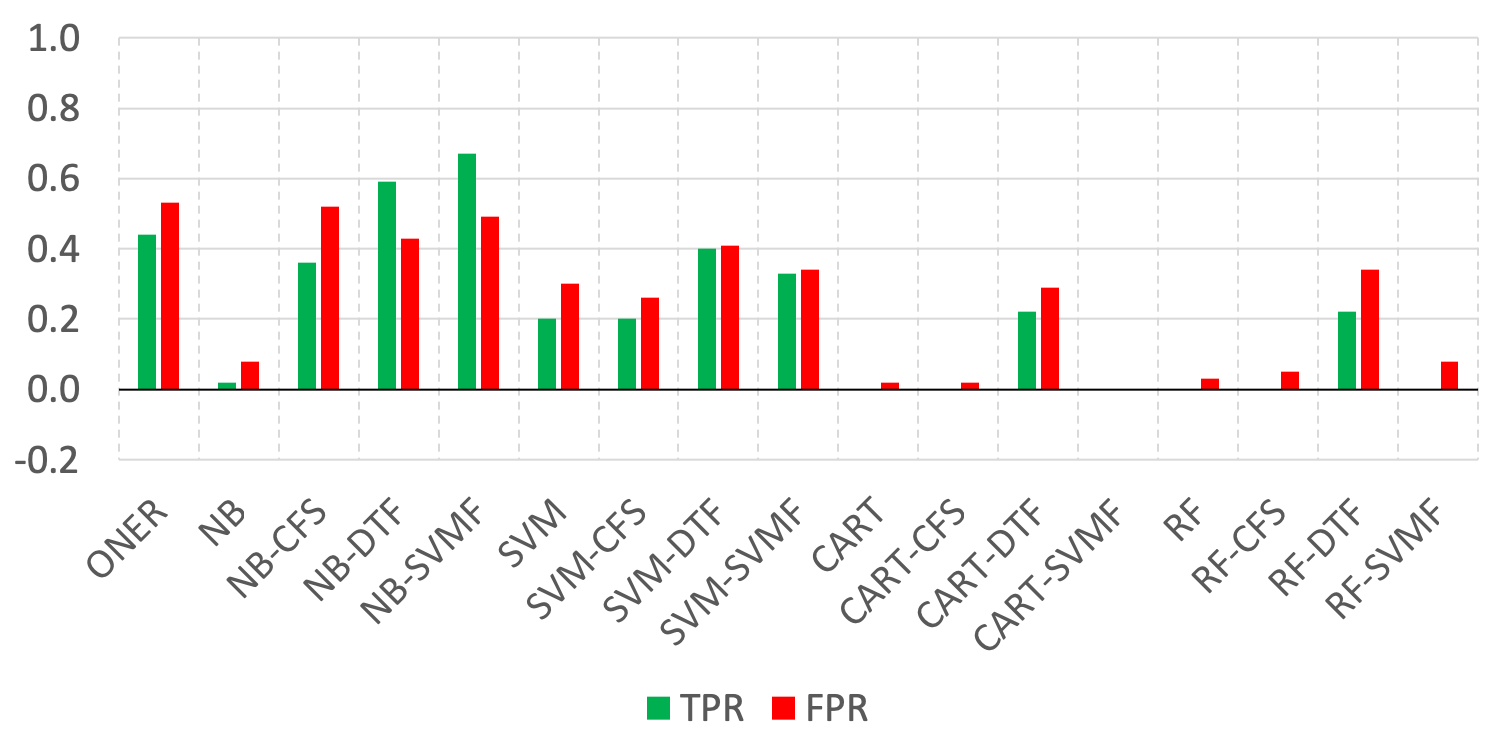 1.0
0.8
0.6
0.4
0.2
0.0
-0.2
ONER
NB
NB-CFS
NB-DTF
NB-SVMF
SVM
SVM-CFS
SVM-DTF
SVM-SVMF
CART
CART-CFS
CART-DTF
CART-SVMF
RF
RF-CFS
RF-DTF
RF-SVMF
TPR FPR